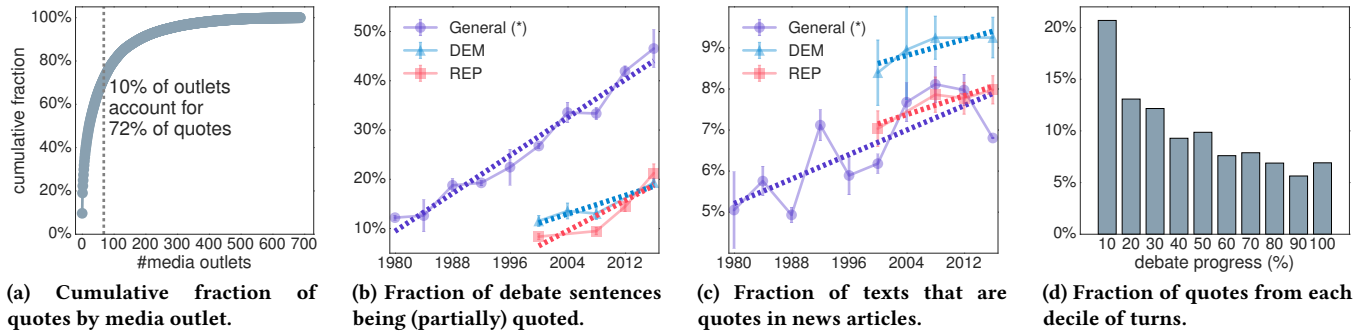 100%
80%
60%
40%
20%
0%
cumulative fraction
10% of outlets
account for
72% of quotes
0 100 200 300 400 500 600 700
#media outlets
(a) Cumulative fraction of
quotes by media outlet.
50%
40%
30%
20%
10%
General (*)
DEM
REP
1980 1988 1996 2004 2012
(b) Fraction of debate sentences
being (partially) quoted.
9%
8%
7%
6%
5%
General (*)
DEM
REP
1980 1988 1996 2004 2012
(c) Fraction of texts that are
quotes in news articles.
20%
15%
10%
5%
0%
10 20 30 40 50 60 70 80 90 100
debate progress (%)
(d) Fraction of quotes from each
decile of turns.